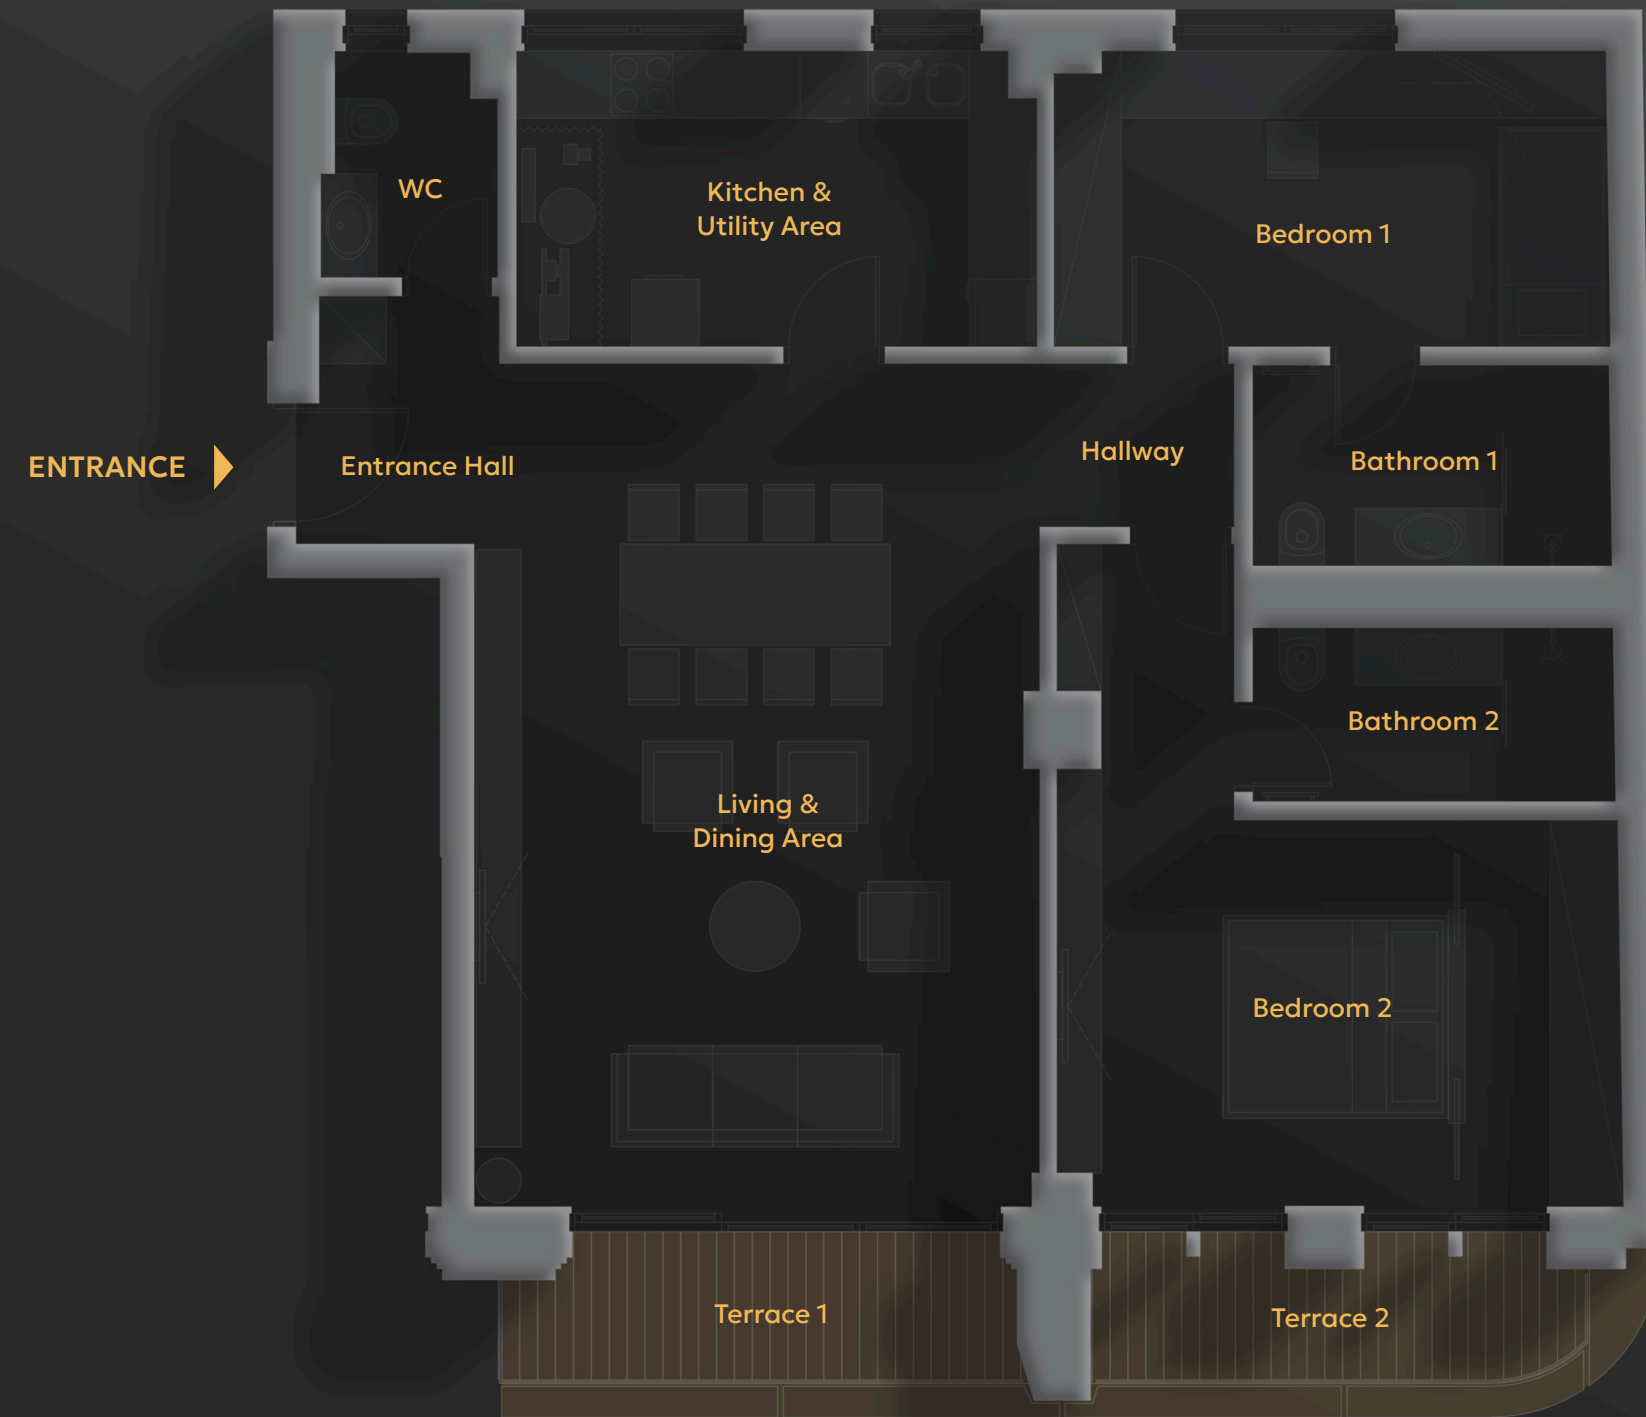 WC
Kitchen &
Utility Area
Bedroom 1
ENTRANCE
Entrance Hall
Hallway
Bathroom 1
Bathroom 2
Living &
Dining Area
Bedroom 2
Terrace 1
Terrace 2